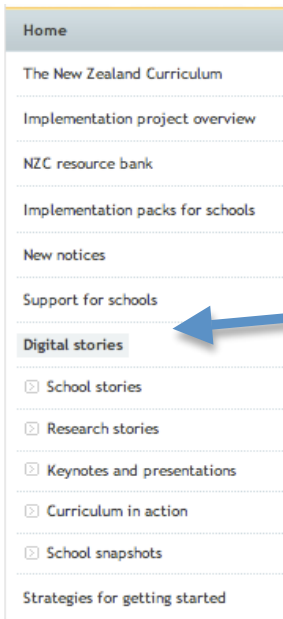 Home
The New Zealand Curriculum
Implementation project overview
NZC resource bank
Implementation packs for schools
New notices
Support for schools
Digital stories
School stories
Research stories
Keynotes and presentations
Curriculum in action
School snapshots
Strategies for getting started